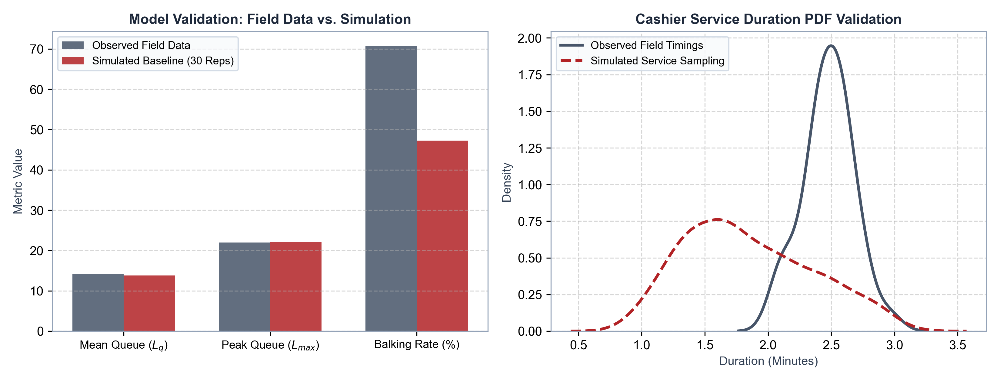 Model Validation: Field Data vs. Simulation
Observed Field Data
Simulated Baseline (30 Reps)
Metric Value
70
60
50
40
30
20
10
0
Mean Queue (L_q)
Peak Queue (L_max)
Balking Rate (%)
Cashier Service Duration PDF Validation
Observed Field Timings
Simulated Service Sampling
Density
2.00
1.75
1.50
1.25
1.00
0.75
0.50
0.25
0.00
0.5 1.0 1.5 2.0 2.5 3.0 3.5
Duration (Minutes)